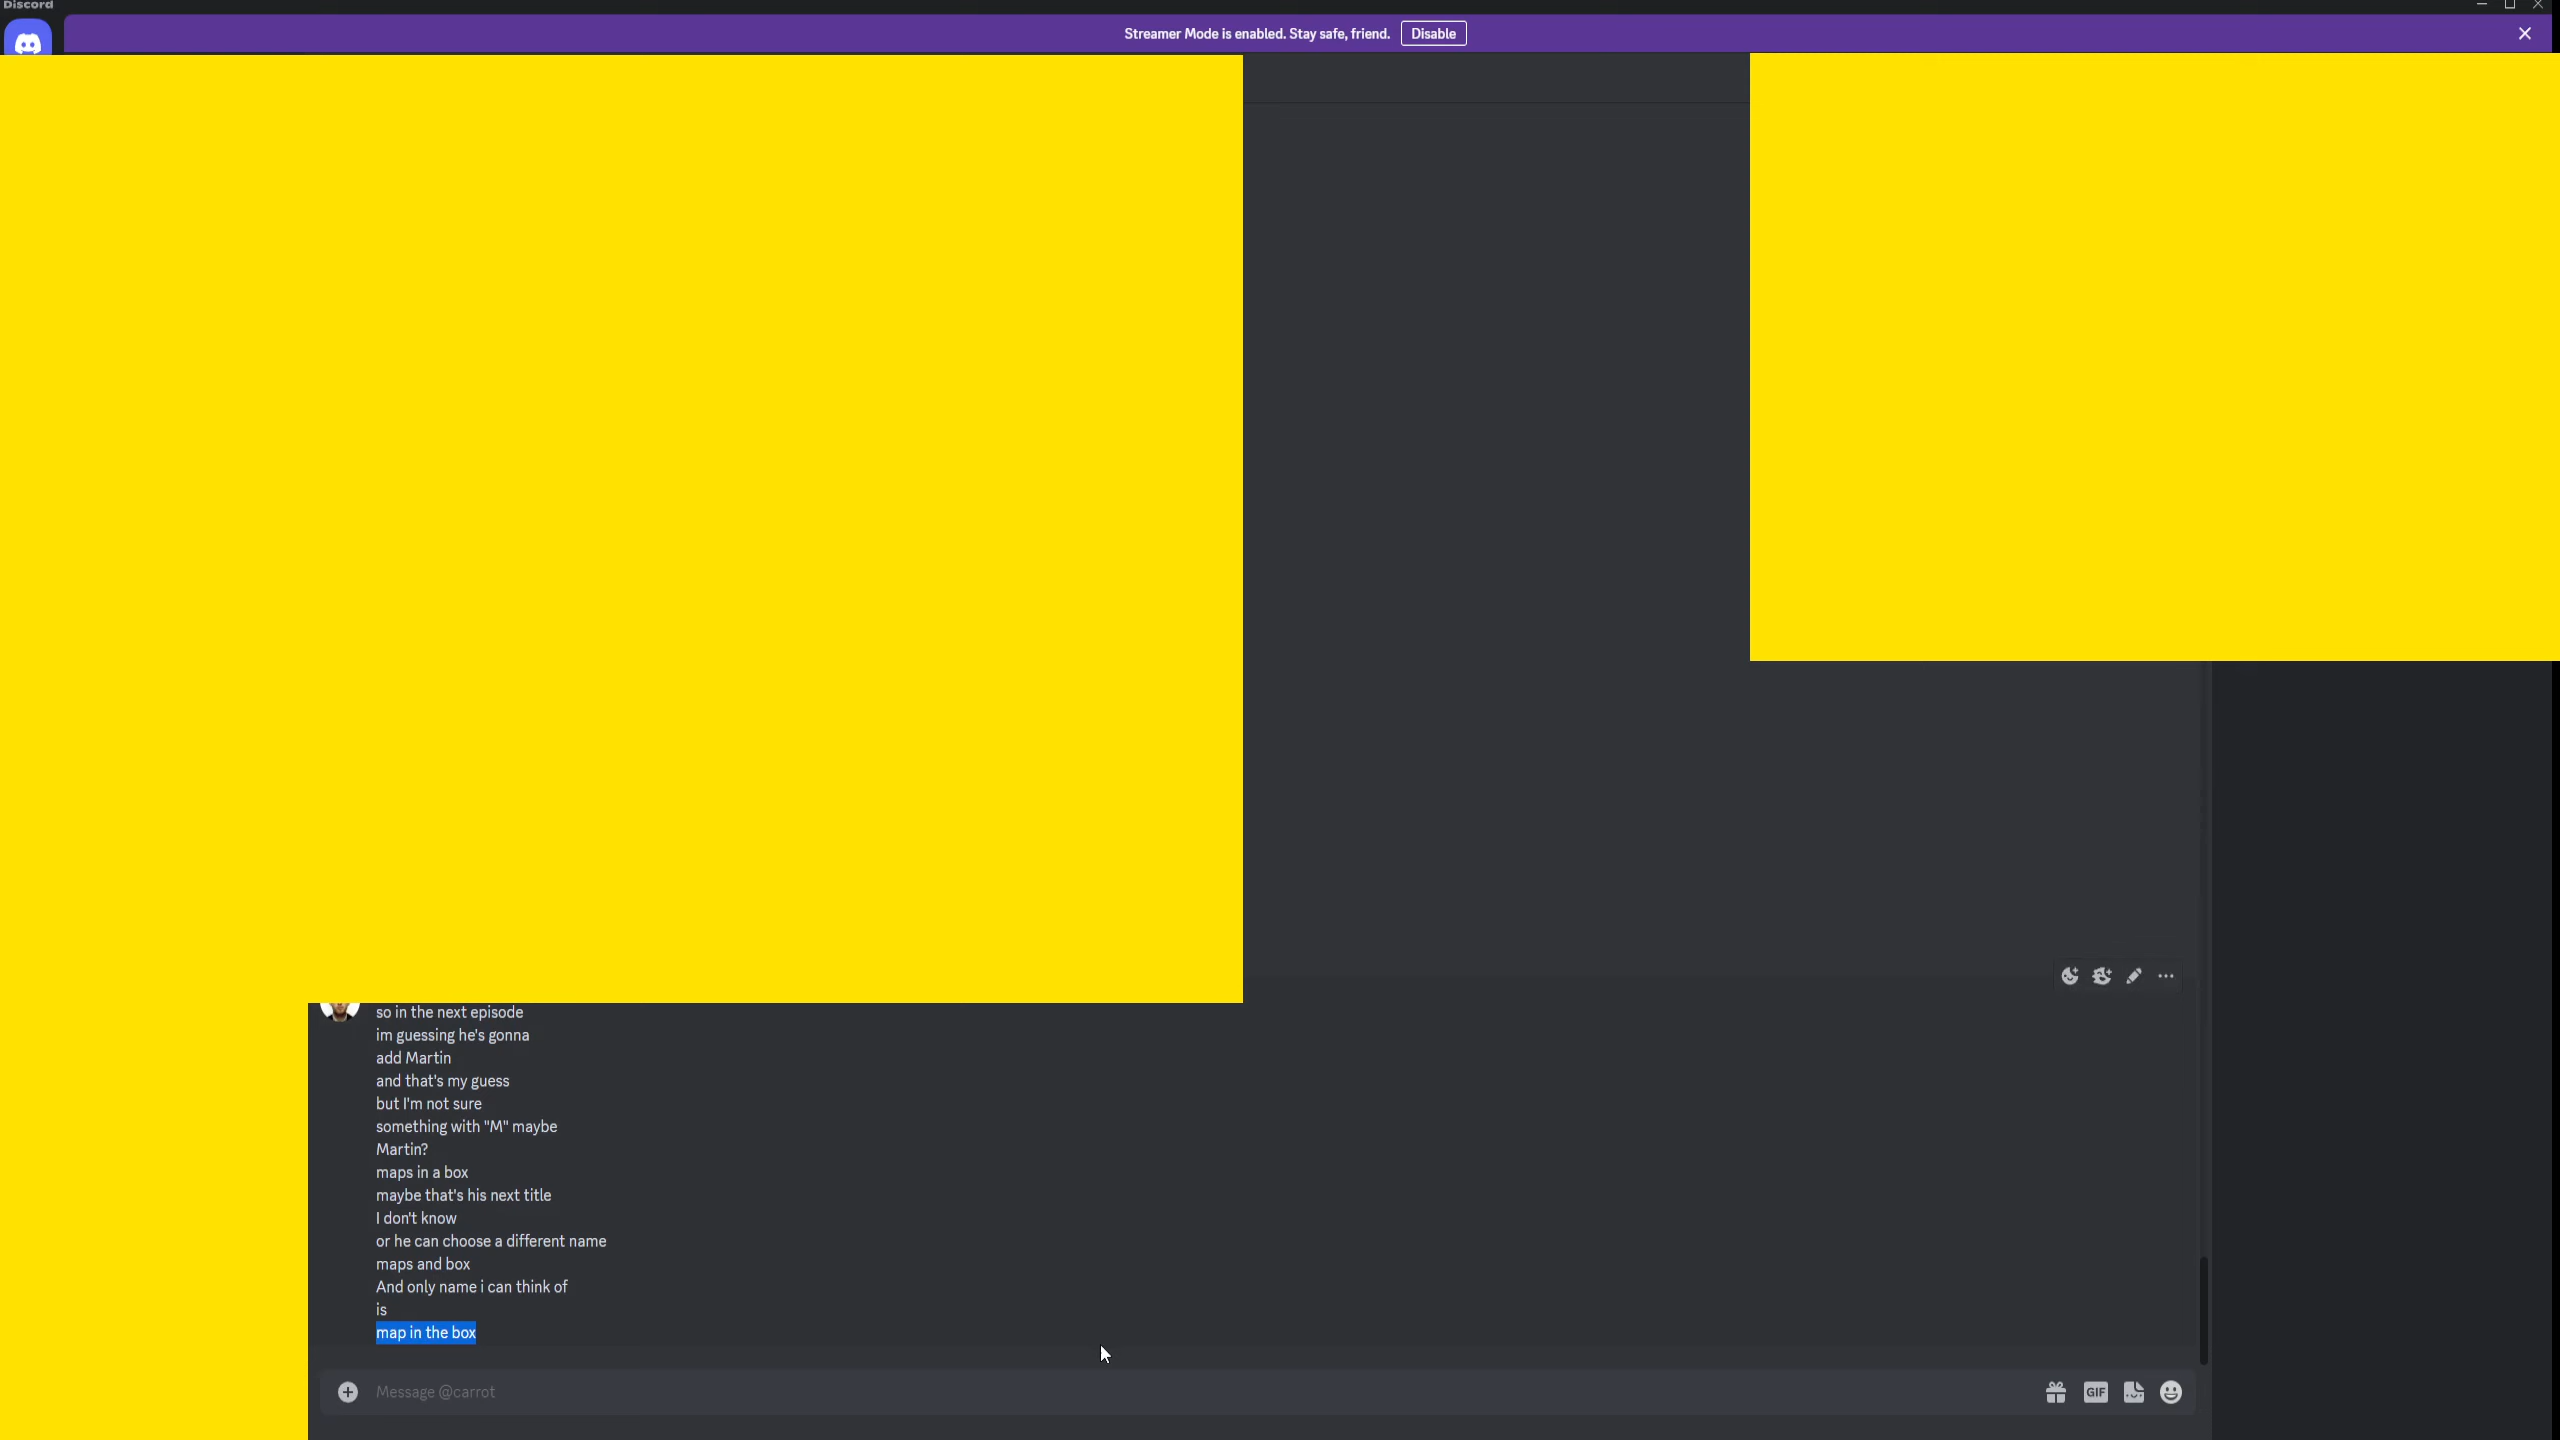 Discord
Streamer Mode is enabled. Stay safe, friend. Disable
so in the next episode
im guessing he's gonna
add Martin
and that's my guess
but I'm not sure
something with "M" maybe
Martin?
maps in a box
maybe that's his next title
I don't know
or he can choose a different name
maps and box
And only name i can think of
is
map in the box
Message @carrot
GIF